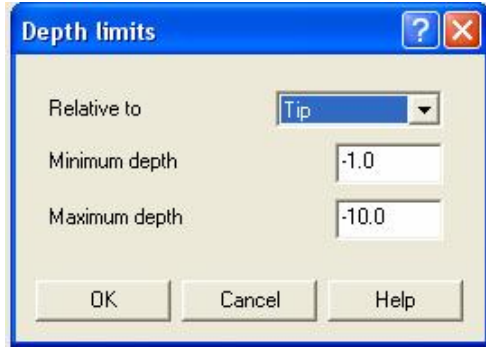 Depth limits
Relative to Tip
Minimum depth -1.0
Maximum depth -10.0
OK Cancel Help